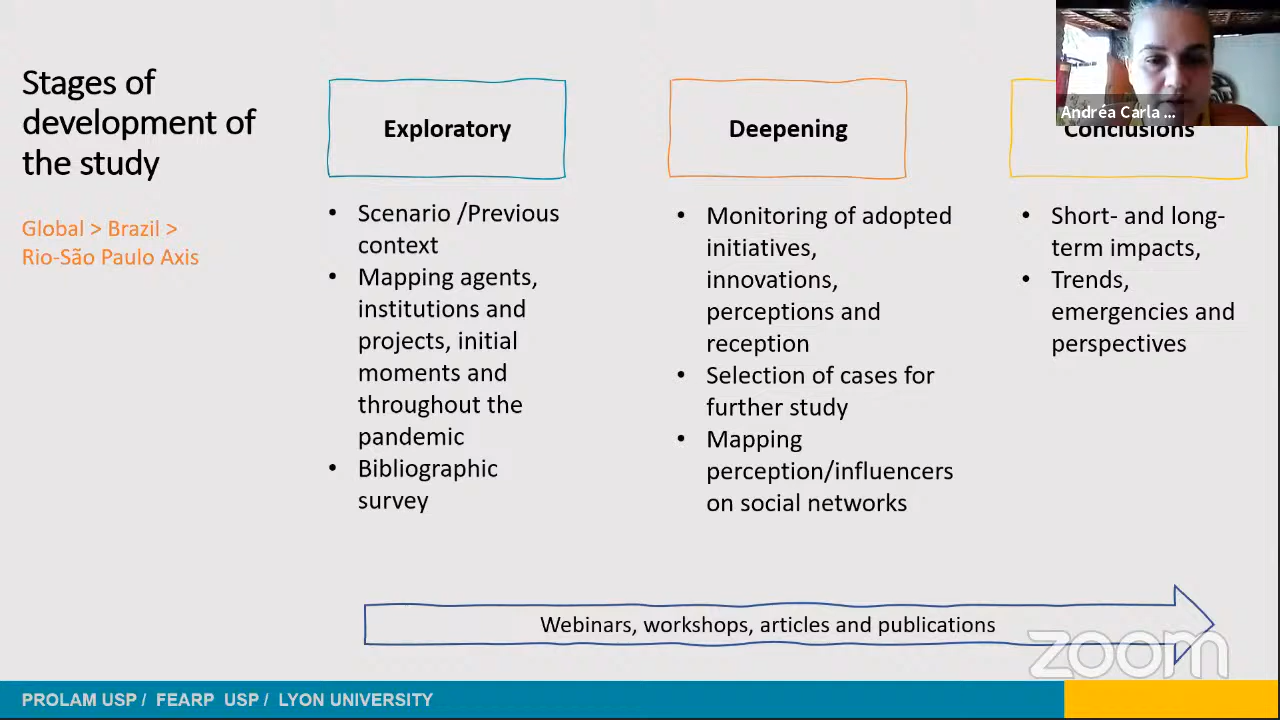 Stages of
development of
the study
Global > Brazil >
Rio-São Paulo Axis
Exploratory
• Scenario /Previous
context
• Mapping agents,
institutions and
projects, initial
moments and
throughout the
pandemic
• Bibliographic
survey
Deepening
• Monitoring of adopted
initiatives,
innovations,
perceptions and
reception
• Selection of cases for
further study
• Mapping
perception/influencers
on social networks
Andréa Carla ...
Conclusions
• Short- and long-
term impacts,
• Trends,
emergencies and
perspectives
Webinars, workshops, articles and publications
zoom
PROLAM USP / FEARP USP / LYON UNIVERSITY